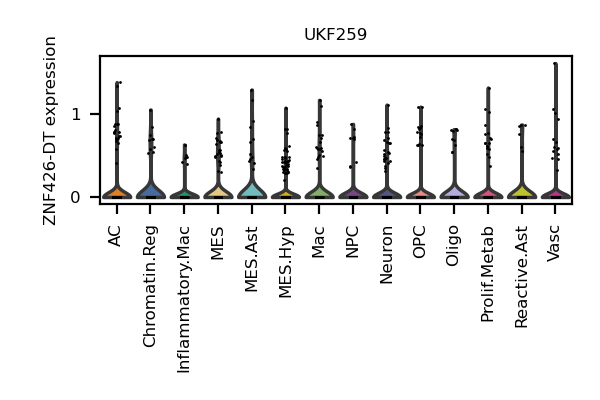 UKF259
ZNF426-DT expression
1
0
AC
Chromatin.Reg
Inflammatory.Mac
MES
MES.Ast
MES.Hyp
Mac
NPC
Neuron
OPC
Oligo
Prolif.Metab
Reactive.Ast
Vasc